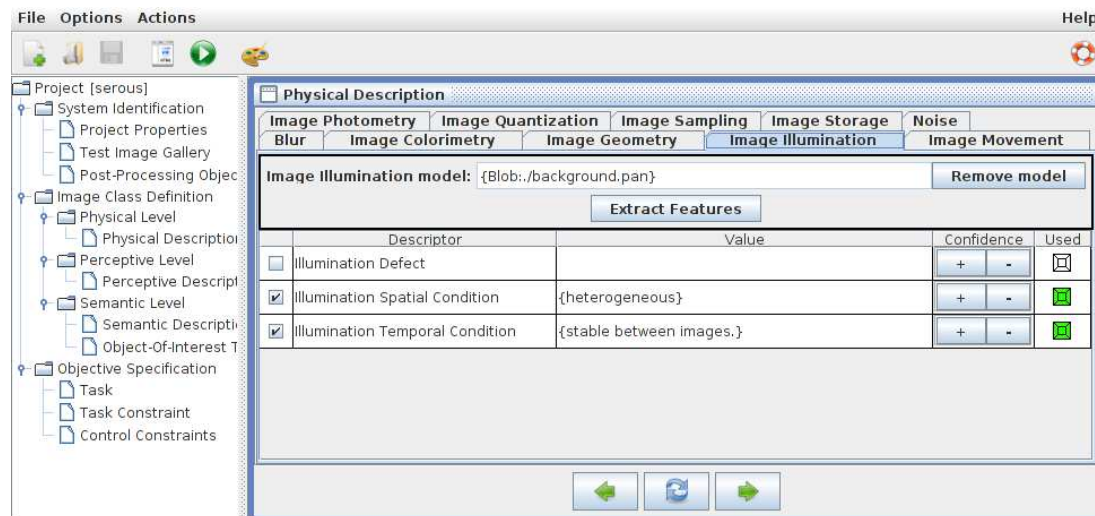 File Options Actions Help
Project [serous]
System Identification
Project Properties
Test Image Gallery
Post-Processing Objec
Image Class Definition
Physical Level
Physical Description
Perceptive Level
Perceptive Descript
Semantic Level
Semantic Descripti
Object-Of-Interest T
Objective Specification
Task
Task Constraint
Control Constraints
Physical Description
Image Photometry Image Quantization Image Sampling Image Storage Noise
Blur Image Colorimetry Image Geometry Image Illumination Image Movement
Image Illumination model: {Blob:./background.pan} Remove model
Extract Features
Descriptor Value Confidence Used
Illumination Defect + -
Illumination Spatial Condition {heterogeneous} + -
Illumination Temporal Condition {stable between images.} + -